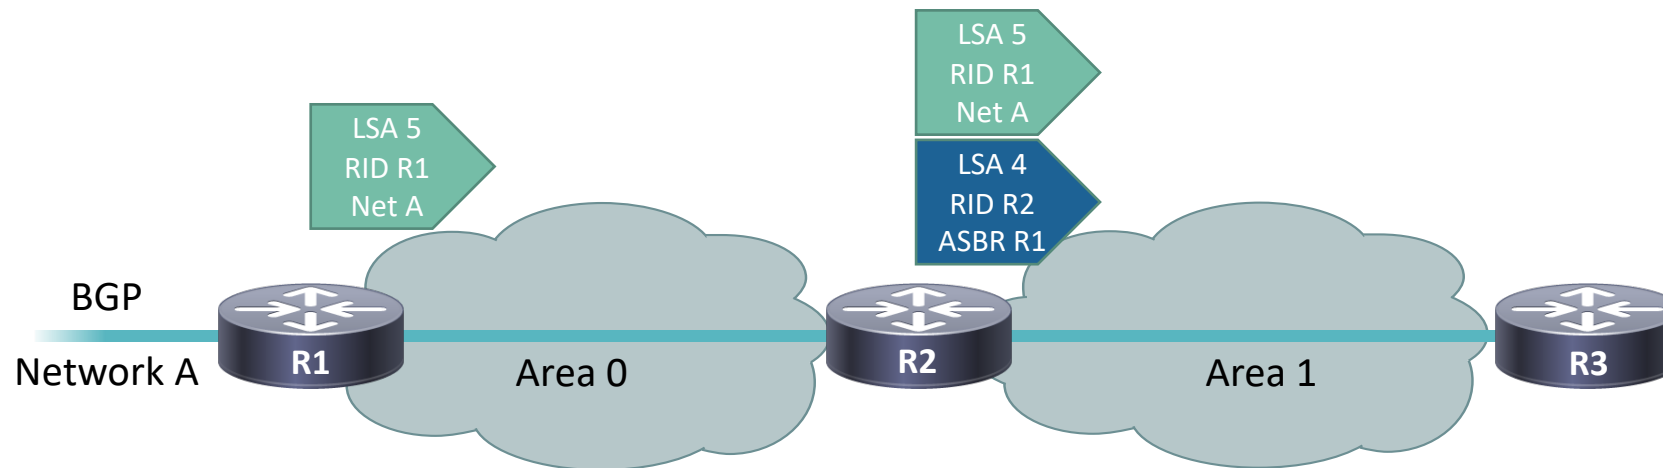 LSA 5
RID R1
Net A
LSA 4
RID R2
ASBR R1
LSA 5
RID R1
Net A
BGP
Network A
R1
Area 0
R2
Area 1
R3